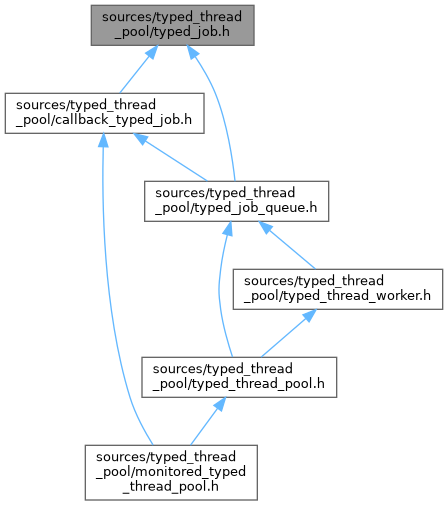 sources/typed_thread
_pool/typed_job.h
sources/typed_thread
_pool/callback_typed_job.h
sources/typed_thread
_pool/typed_job_queue.h
sources/typed_thread
_pool/typed_thread_worker.h
sources/typed_thread
_pool/typed_thread_pool.h
sources/typed_thread
_pool/monitored_typed
_thread_pool.h